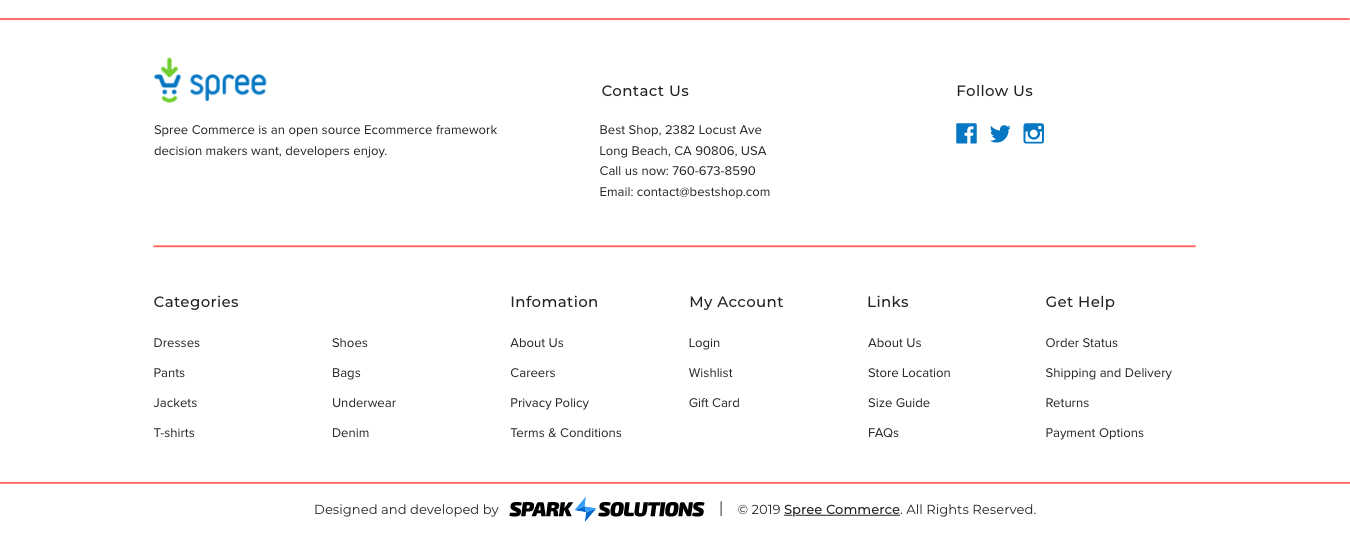 spree
Spree Commerce is an open source Ecommerce framework
decision makers want, developers enjoy.
Contact Us
Best Shop, 2382 Locust Ave
Long Beach, CA 90806, USA
Call us now: 760-673-8590
Email: contact@bestshop.com
Follow Us
Categories
Dresses
Pants
Jackets
T-shirts
Shoes
Bags
Underwear
Denim
Infomation
About Us
Careers
Privacy Policy
Terms & Conditions
My Account
Login
Wishlist
Gift Card
Links
About Us
Store Location
Size Guide
FAQs
Get Help
Order Status
Shipping and Delivery
Returns
Payment Options
Designed and developed by SPARK SOLUTIONS | © 2019 Spree Commerce. All Rights Reserved.